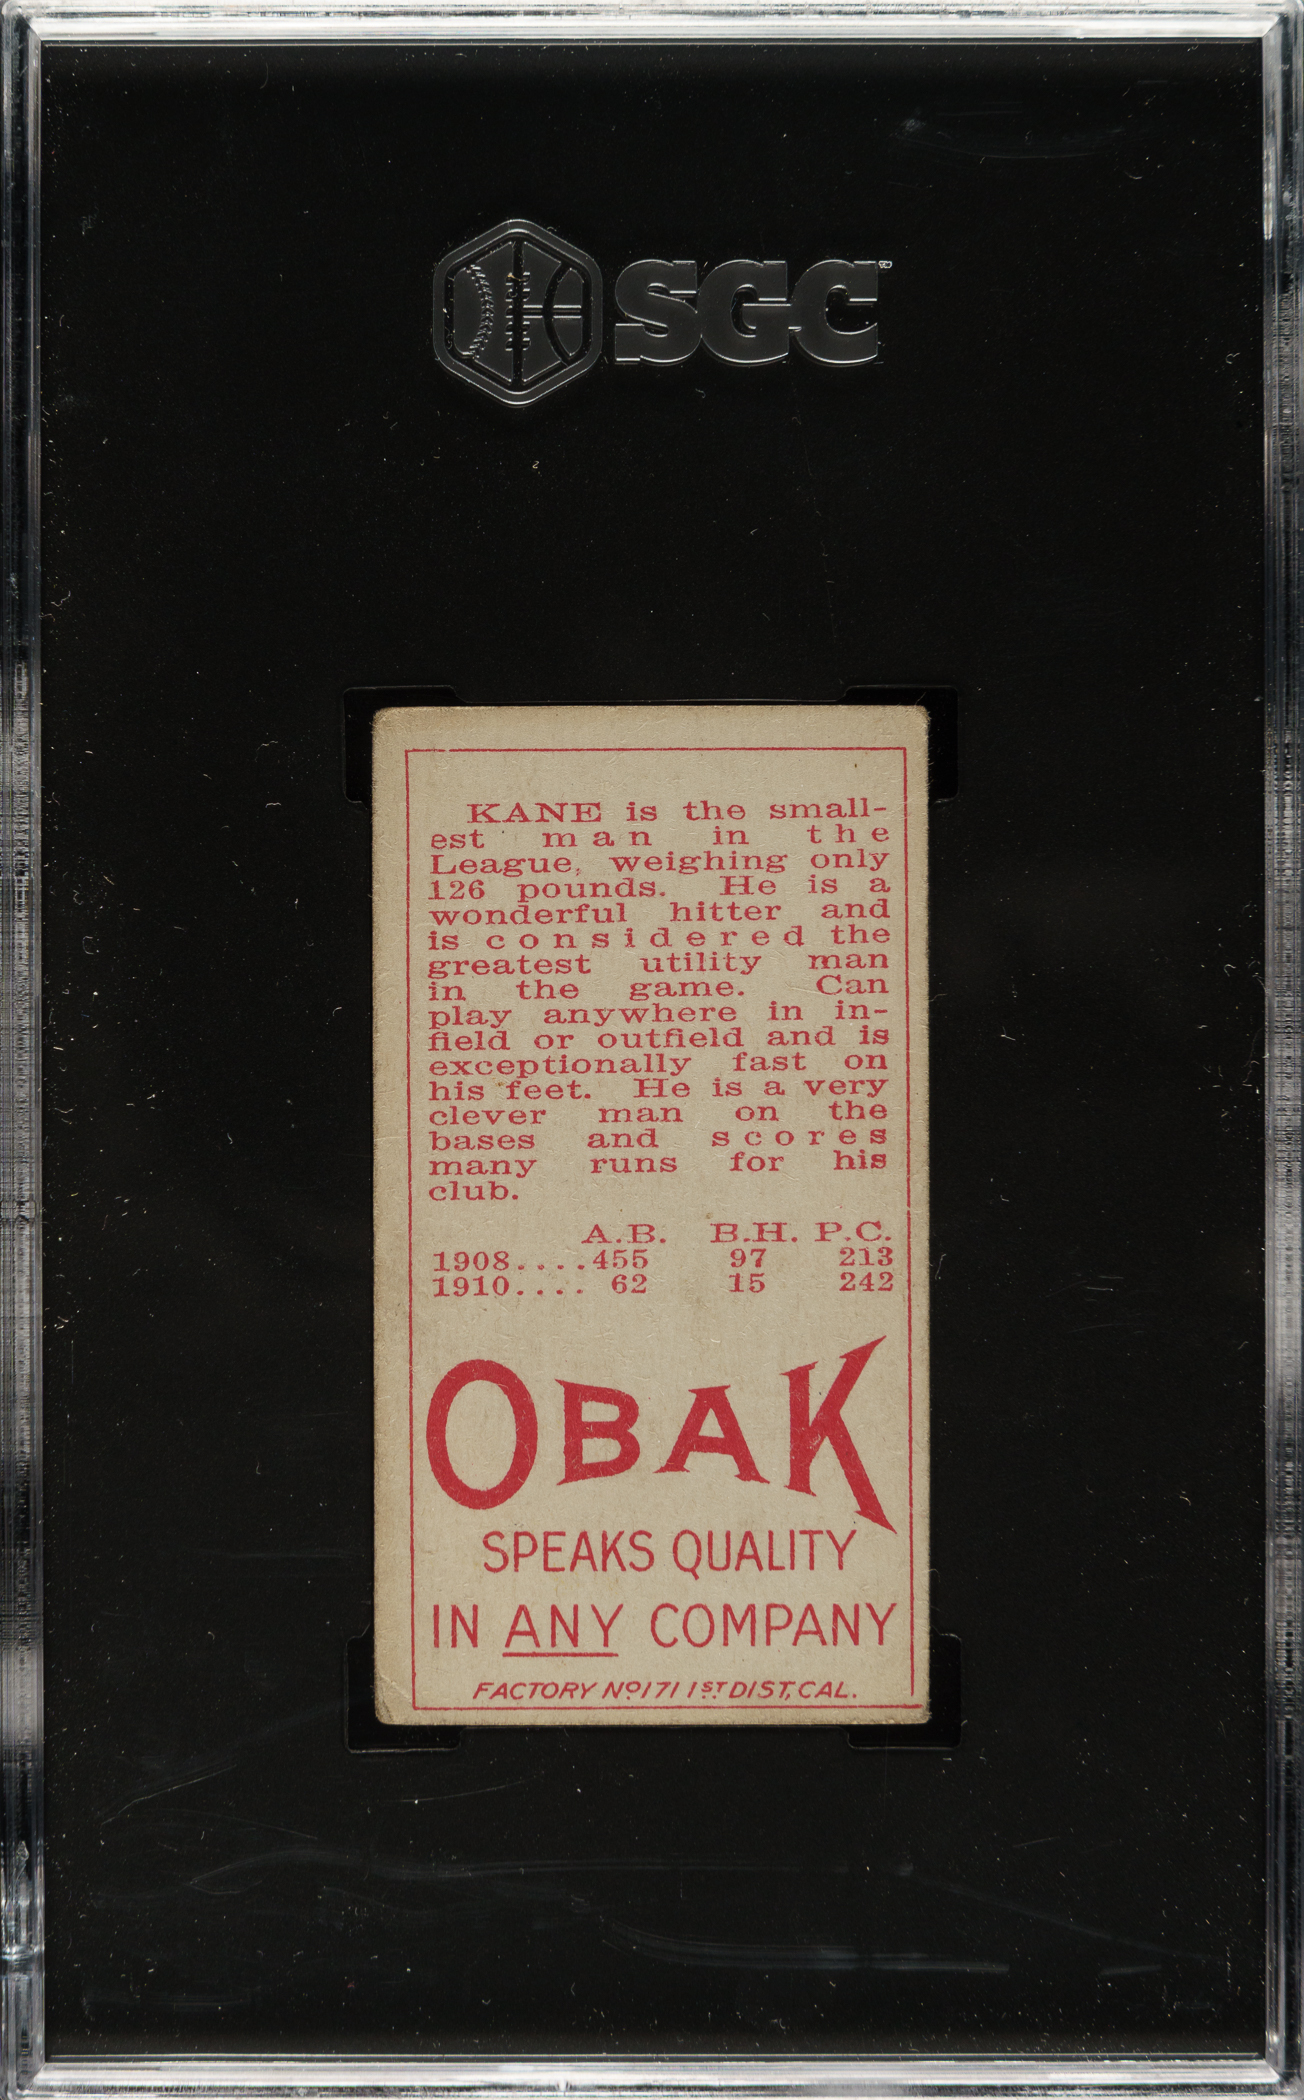 SGC
KANE is the small-
est man in the
League, weighing only
126 pounds. He is a
wonderful hitter and
is considered the
greatest utility man
in the game. Can
play anywhere in in-
field or outfield and is
exceptionally fast on
his feet. He is a very
clever man on the
bases and scores
many runs for his
club.
A.B. B.H. P.C.
1908....455 97 213
1910.... 62 15 242
OBAK
SPEAKS QUALITY
IN ANY COMPANY
FACTORY No 171 1ST DIST, CAL.